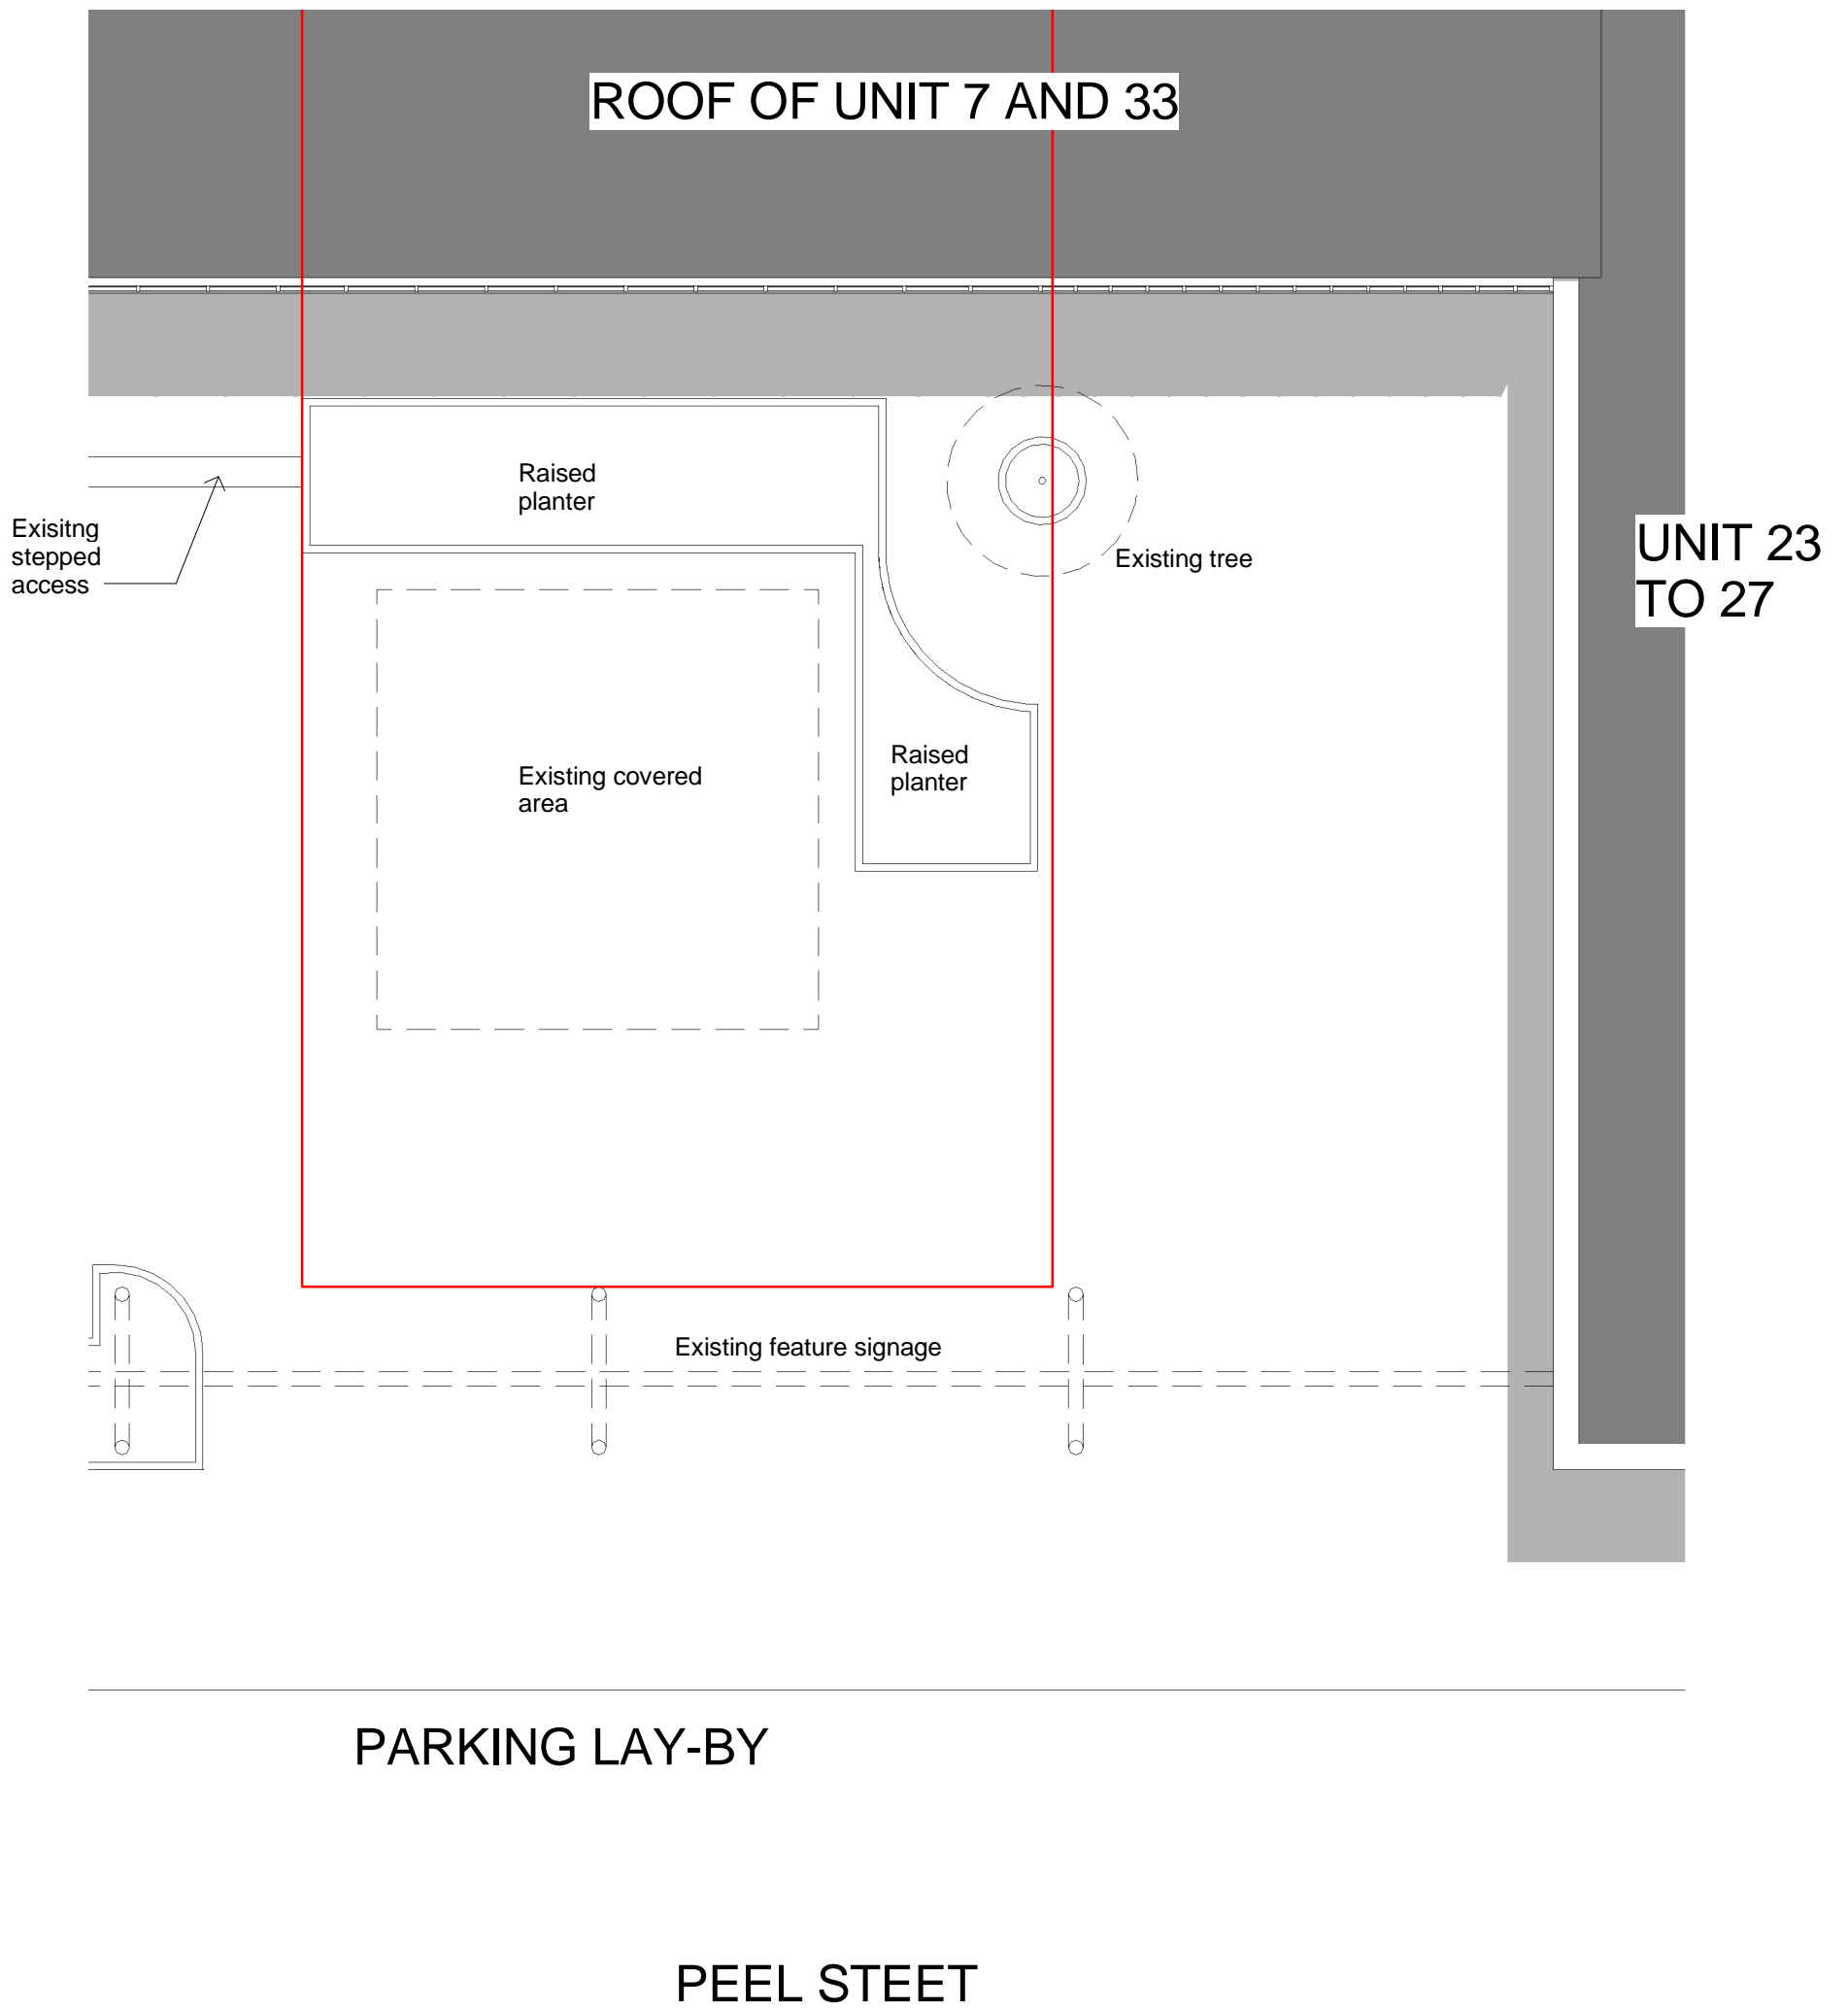 ROOF OF UNIT 7 AND 33
Raised
planter
Exisitng
stepped
access
Existing tree
UNIT 23
TO 27
Existing covered
area
Raised
planter
Existing feature signage
PARKING LAY-BY
PEEL STEET